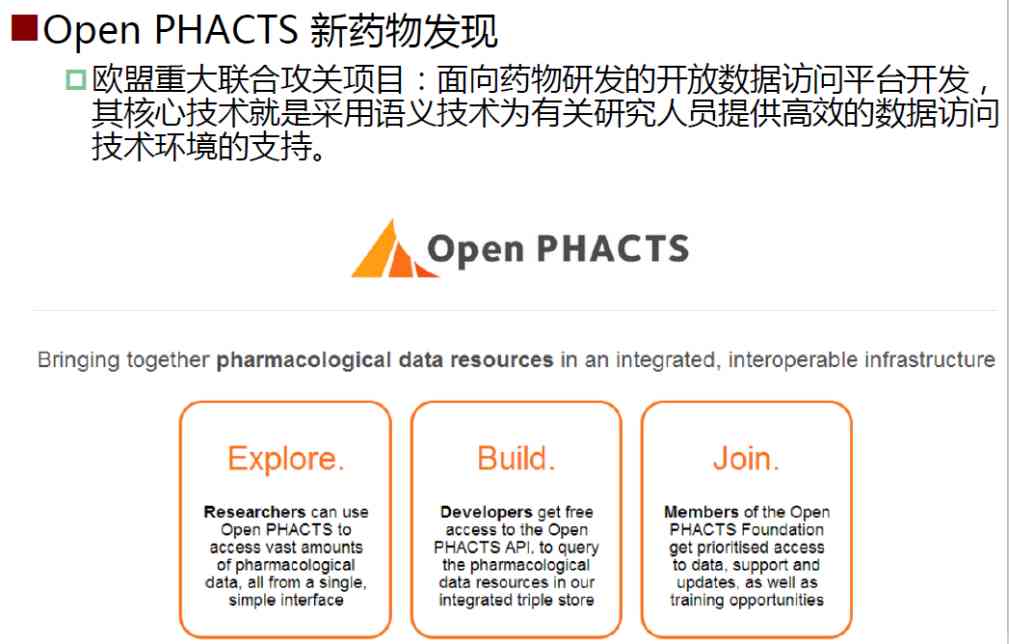 Open PHACTS 新药物发现
欧盟重大联合攻关项目：面向药物研发的开放数据访问平台开发，
其核心技术就是采用语义技术为有关研究人员提供高效的数据访问
技术环境的支持。
Open PHACTS
Bringing together pharmacological data resources in an integrated, interoperable infrastructure
Explore.
Researchers can use
Open PHACTS to
access vast amounts
of pharmacological
data, all from a single,
simple interface
Build.
Developers get free
access to the Open
PHACTS API, to query
the pharmacological
data resources in our
integrated triple store
Join.
Members of the Open
PHACTS Foundation
get prioritised access
to data, support and
updates, as well as
training opportunities